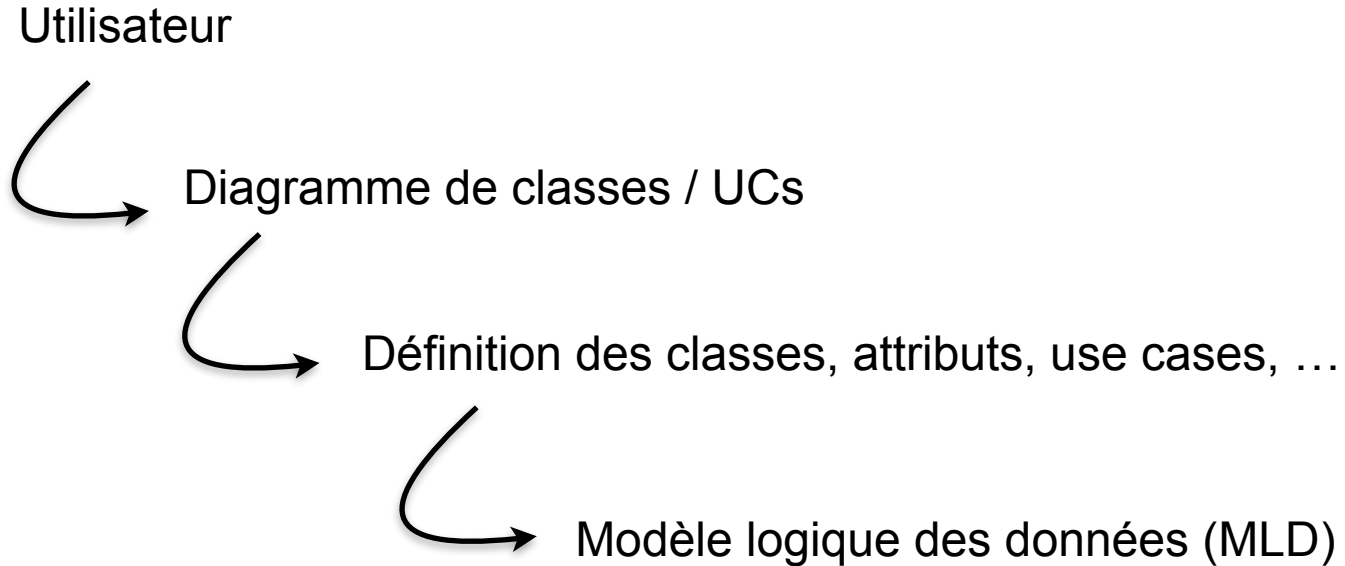 Utilisateur
Diagramme de classes / UCs
Définition des classes, attributs, use cases, …
Modèle logique des données (MLD)